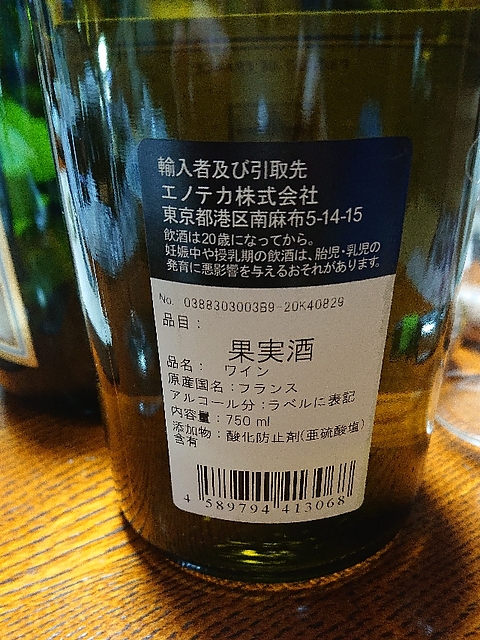 輸入者及び引取先
エノテカ株式会社
東京都港区南麻布5-14-15
飲酒は20歳になってから。
妊娠中や授乳期の飲酒は、胎児・乳児の
発育に悪影響を与えるおそれがあります。
No. 0388303003B9-20K40829
品目：
果実酒
品名： ワイン
原産国名：フランス
アルコール分：ラベルに表記
内容量：750 ml
添加物：酸化防止剤(亜硫酸塩)
含有
4 589794 413068